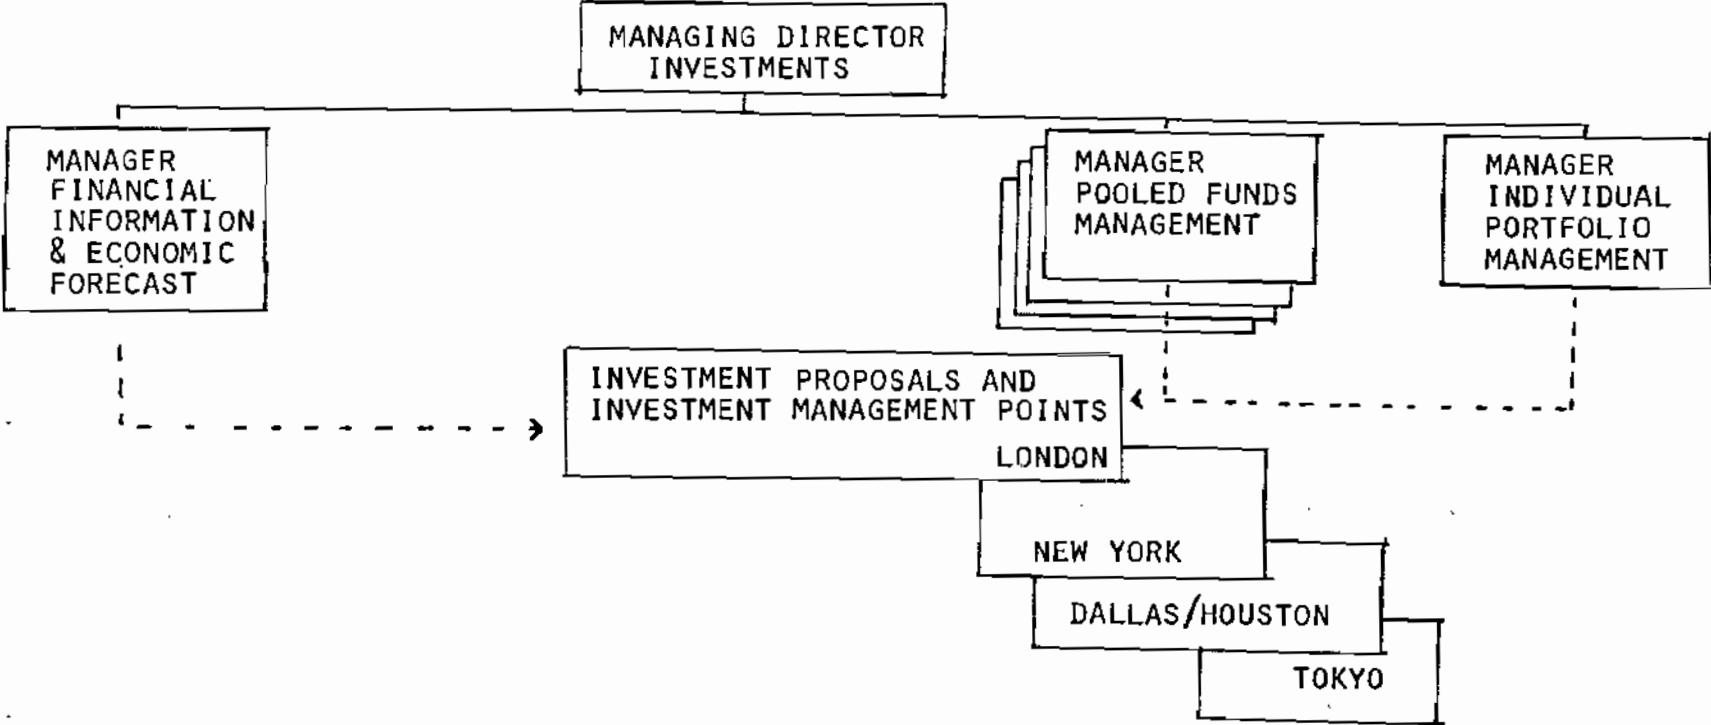 MANAGING DIRECTOR
INVESTMENTS
MANAGER
FINANCIAL
INFORMATION
& ECONOMIC
FORECAST
MANAGER
POOLED FUNDS
MANAGEMENT
MANAGER
INDIVIDUAL
PORTFOLIO
MANAGEMENT
INVESTMENT PROPOSALS AND
INVESTMENT MANAGEMENT POINTS
LONDON
NEW YORK
DALLAS/HOUSTON
TOKYO